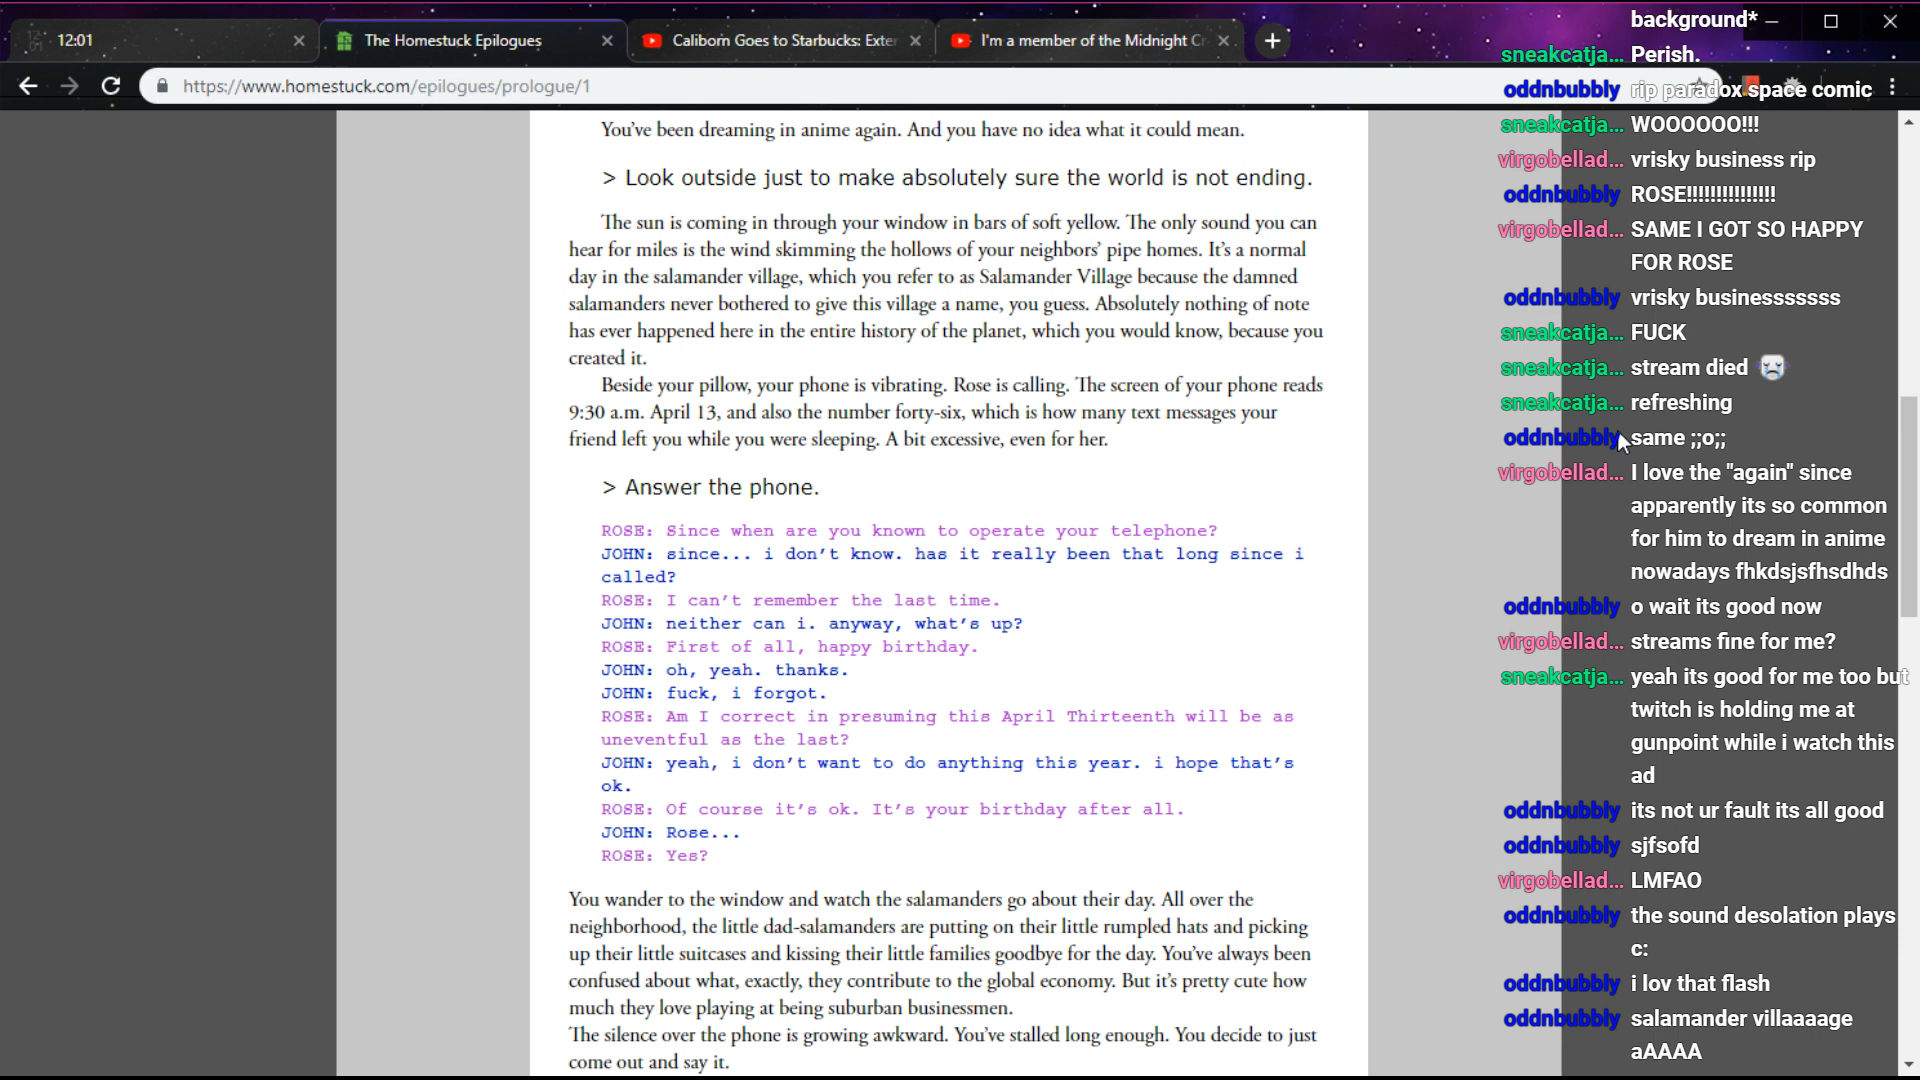 12:01
The Homestuck Epilogues
Caliborn Goes to Starbucks: Exte
I'm a member of the Midnight Cr
https://www.homestuck.com/epilogues/prologue/1
You’ve been dreaming in anime again. And you have no idea what it could mean.
> Look outside just to make absolutely sure the world is not ending.
The sun is coming in through your window in bars of soft yellow. The only sound you can
hear for miles is the wind skimming the hollows of your neighbors’ pipe homes. It’s a normal
day in the salamander village, which you refer to as Salamander Village because the damned
salamanders never bothered to give this village a name, you guess. Absolutely nothing of note
has ever happened here in the entire history of the planet, which you would know, because you
created it.
Beside your pillow, your phone is vibrating. Rose is calling. The screen of your phone reads
9:30 a.m. April 13, and also the number forty-six, which is how many text messages your
friend left you while you were sleeping. A bit excessive, even for her.
> Answer the phone.
ROSE: Since when are you known to operate your telephone?
JOHN: since... i don’t know. has it really been that long since i
called?
ROSE: I can’t remember the last time.
JOHN: neither can i. anyway, what’s up?
ROSE: First of all, happy birthday.
JOHN: oh, yeah. thanks.
JOHN: fuck, i forgot.
ROSE: Am I correct in presuming this April Thirteenth will be as
uneventful as the last?
JOHN: yeah, i don’t want to do anything this year. i hope that’s
ok.
ROSE: Of course it’s ok. It’s your birthday after all.
JOHN: Rose...
ROSE: Yes?
You wander to the window and watch the salamanders go about their day. All over the
neighborhood, the little dad-salamanders are putting on their little rumpled hats and picking
up their little suitcases and kissing their little families goodbye for the day. You’ve always been
confused about what, exactly, they contribute to the global economy. But it’s pretty cute how
much they love playing at being suburban businessmen.
The silence over the phone is growing awkward. You’ve stalled long enough. You decide to just
come out and say it.
background*
sneakcatja... Perish.
oddnbubbly rip paradox space comic
sneakcatja... WOOOOOO!!!
virgobellad... vrisky business rip
oddnbubbly ROSE!!!!!!!!!!!!!!!
virgobellad... SAME I GOT SO HAPPY
FOR ROSE
oddnbubbly vrisky businesssssss
sneakcatja... FUCK
sneakcatja... stream died
sneakcatja... refreshing
oddnbubbly same ;;o;;
virgobellad... I love the "again" since
apparently its so common
for him to dream in anime
nowadays fhkdsjsfhsdhds
oddnbubbly o wait its good now
virgobellad... streams fine for me?
sneakcatja... yeah its good for me too but
twitch is holding me at
gunpoint while i watch this
ad
oddnbubbly its not ur fault its all good
oddnbubbly sjfsofd
virgobellad... LMFAO
oddnbubbly the sound desolation plays
c:
oddnbubbly i lov that flash
oddnbubbly salamander villaaaage
aAAAA